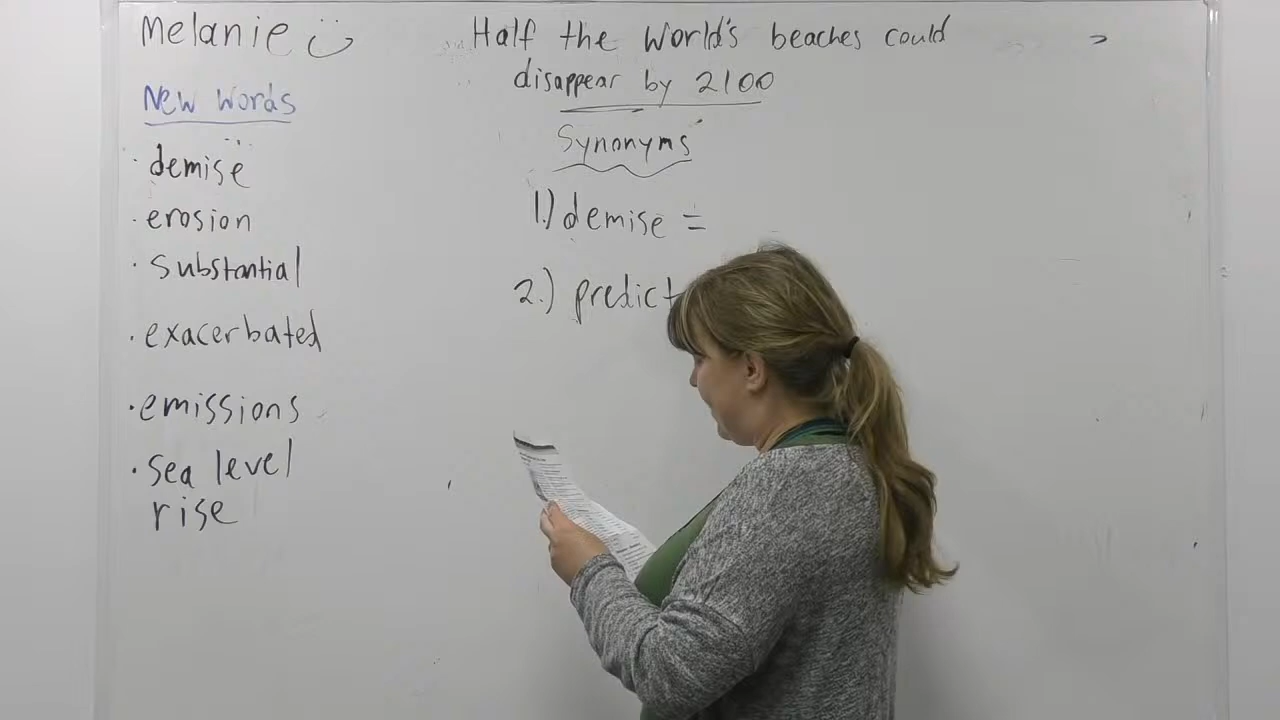 Melanie
Half the World's beaches could
disappear by 2100
New Words
Synonyms
· demise
· erosion
· Substantial
· exacerbated
· emissions
· sea level
rise
1.) demise =
2.) predict